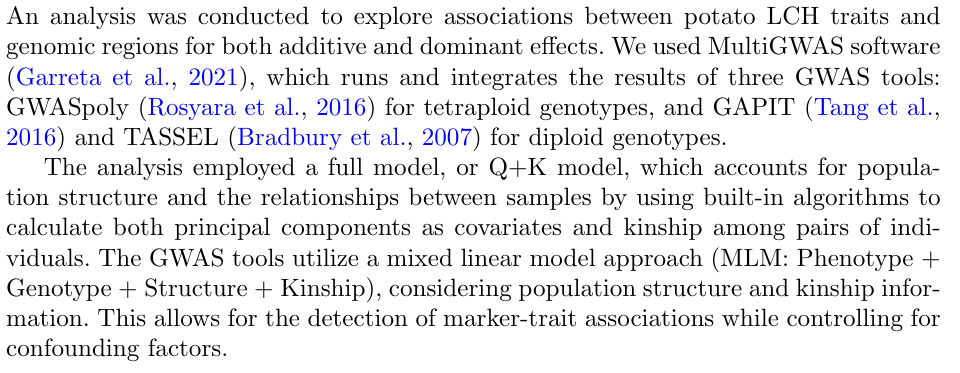 An analysis was conducted to explore associations between potato LCH traits and
genomic regions for both additive and dominant effects. We used MultiGWAS software
(Garreta et al., 2021), which runs and integrates the results of three GWAS tools:
GWASpoly (Rosyara et al., 2016) for tetraploid genotypes, and GAPIT (Tang et al.,
2016) and TASSEL (Bradbury et al., 2007) for diploid genotypes.
The analysis employed a full model, or Q+K model, which accounts for popula-
tion structure and the relationships between samples by using built-in algorithms to
calculate both principal components as covariates and kinship among pairs of indi-
viduals. The GWAS tools utilize a mixed linear model approach (MLM: Phenotype +
Genotype + Structure + Kinship), considering population structure and kinship infor-
mation. This allows for the detection of marker-trait associations while controlling for
confounding factors.